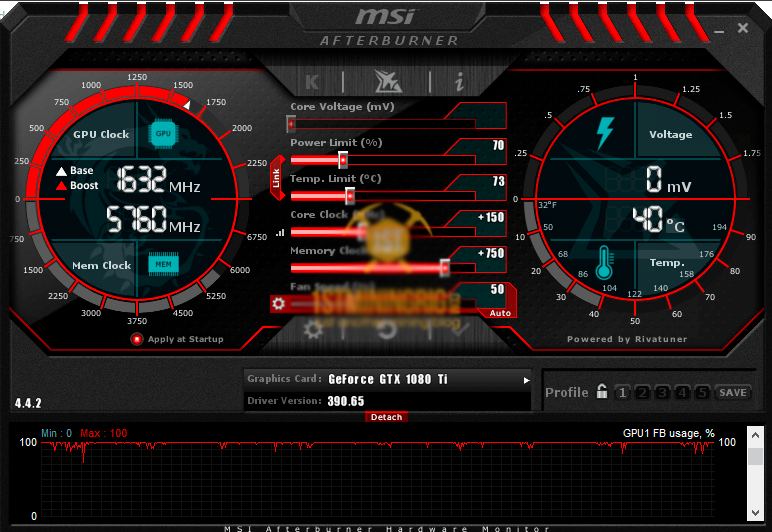 msi
AFTERBURNER
K i
Core Voltage (mV)
Power Limit (%) 70
Temp. Limit (°C) 73
Core Clock +150
Memory Clock +750
Fan Speed (%) 50
Auto
Link
0 250 500 750 1000 1250 1500 1750 2000 2250
GPU Clock
GPU
Base
Boost
1632 MHz
5760 MHz
Mem Clock
MEM
0 750 1500 2250 3000 3750 4500 5250 6000 6750
Apply at Startup
0 .25 .5 .75 1 1.25 1.5 1.75
Voltage
0 mV
40 °C
Temp.
0 10 20 30 40 50 60 70 80 90
32°F 50 68 86 104 122 140 158 176 194
Powered by Rivatuner
4.4.2
Graphics Card: GeForce GTX 1080 Ti
Driver Version: 390.65
Profile 1 2 3 4 5 SAVE
Detach
Min : 0 Max : 100
GPU1 FB usage, %
100 100
0
MSI Afterburner Hardware Monitor